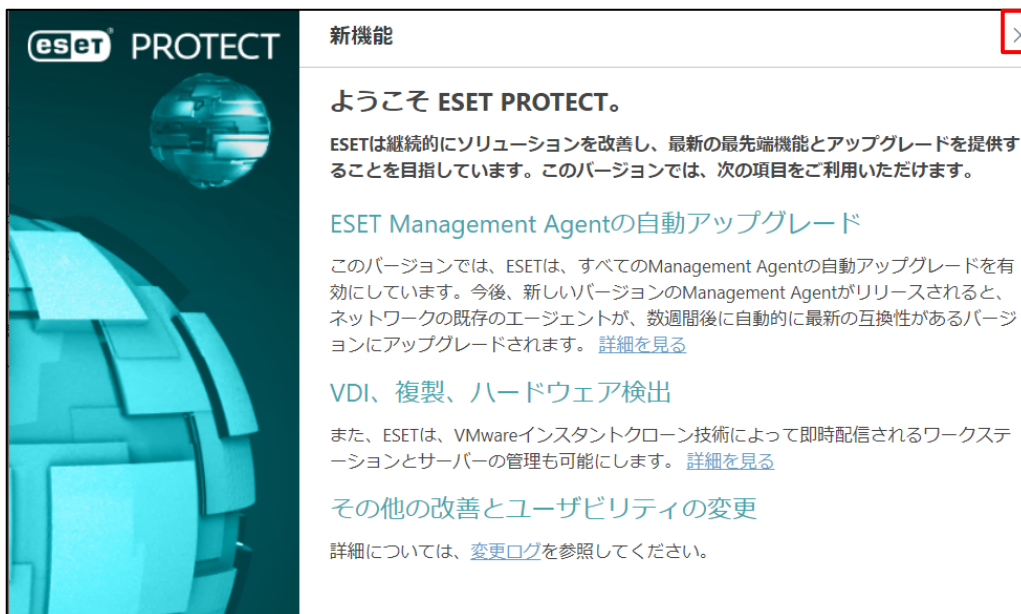 eset PROTECT
新機能
ようこそ ESET PROTECT。
ESETは継続的にソリューションを改善し、最新の最先端機能とアップグレードを提供す
ることを目指しています。このバージョンでは、次の項目をご利用いただけます。
ESET Management Agentの自動アップグレード
このバージョンでは、ESETは、すべてのManagement Agentの自動アップグレードを有
効にしています。今後、新しいバージョンのManagement Agentがリリースされると、
ネットワークの既存のエージェントが、数週間後に自動的に最新の互換性があるバージ
ョンにアップグレードされます。 詳細を見る
VDI、複製、ハードウェア検出
また、ESETは、VMwareインスタントクローン技術によって即時配信されるワークステ
ーションとサーバーの管理も可能にします。 詳細を見る
その他の改善とユーザビリティの変更
詳細については、変更ログを参照してください。